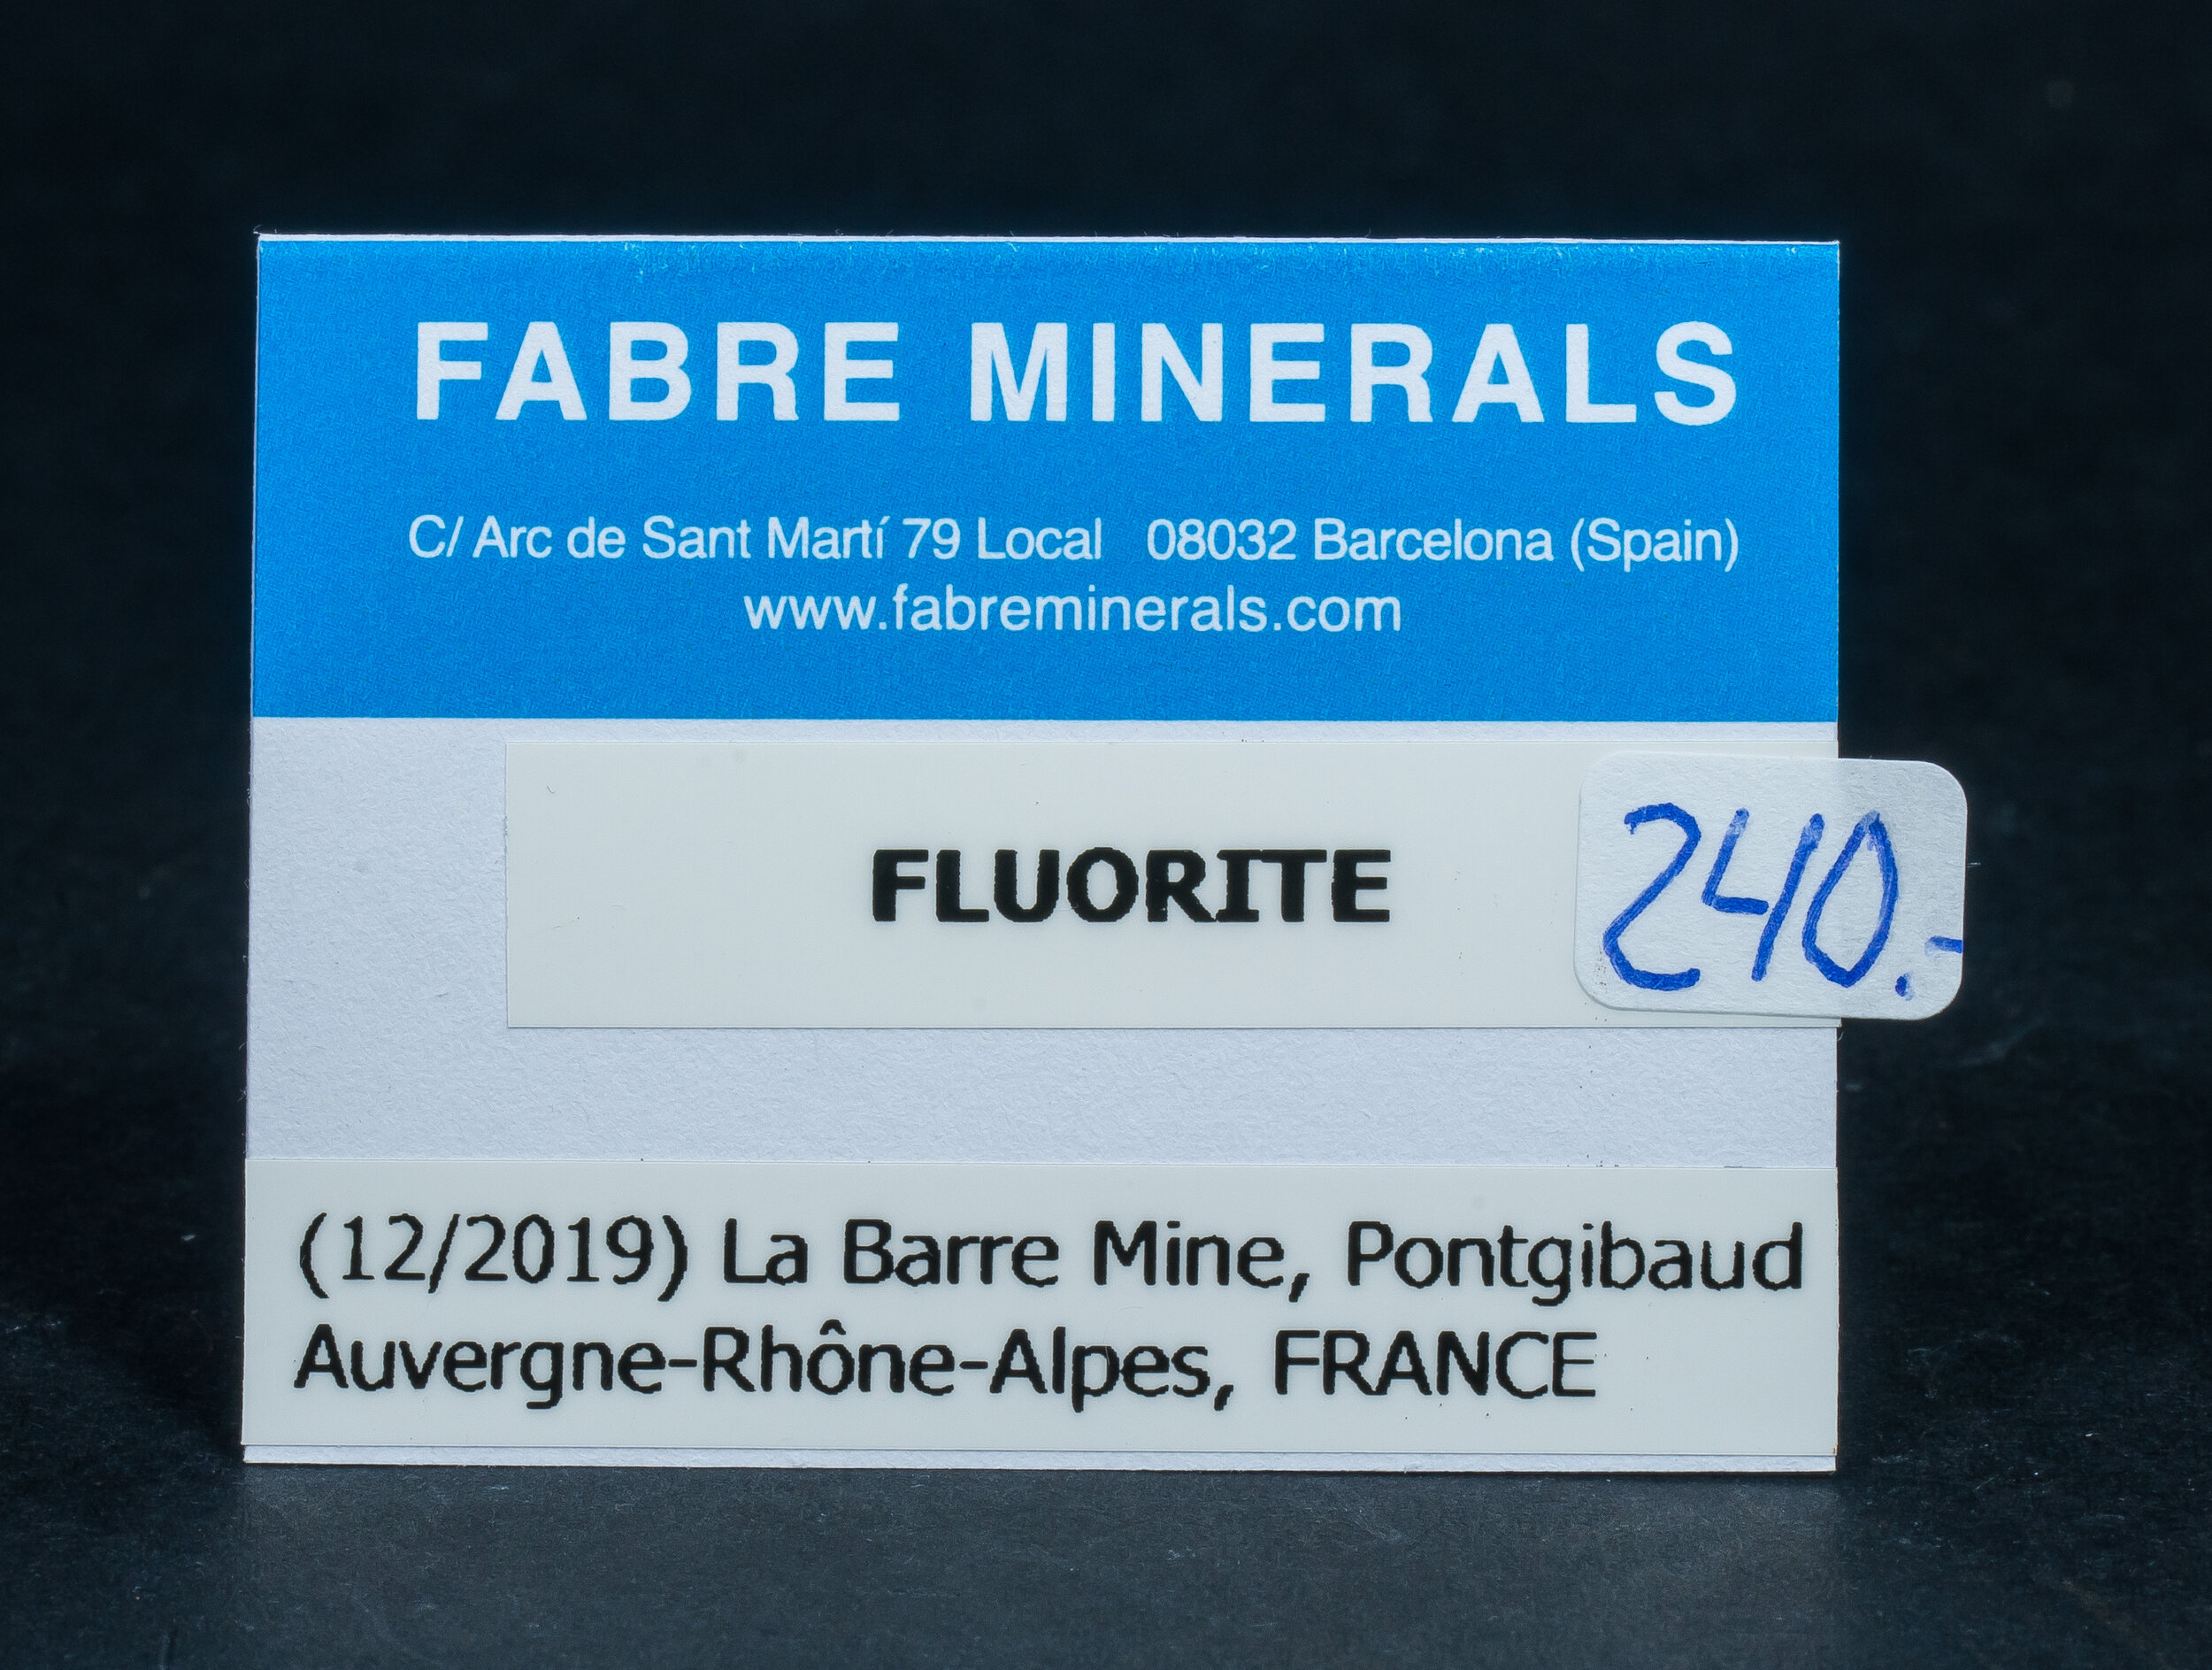 FABRE MINERALS
C/ Arc de Sant Martí 79 Local   08032 Barcelona (Spain)
www.fabreminerals.com
FLUORITE
240.-
(12/2019) La Barre Mine, Pontgibaud
Auvergne-Rhône-Alpes, FRANCE